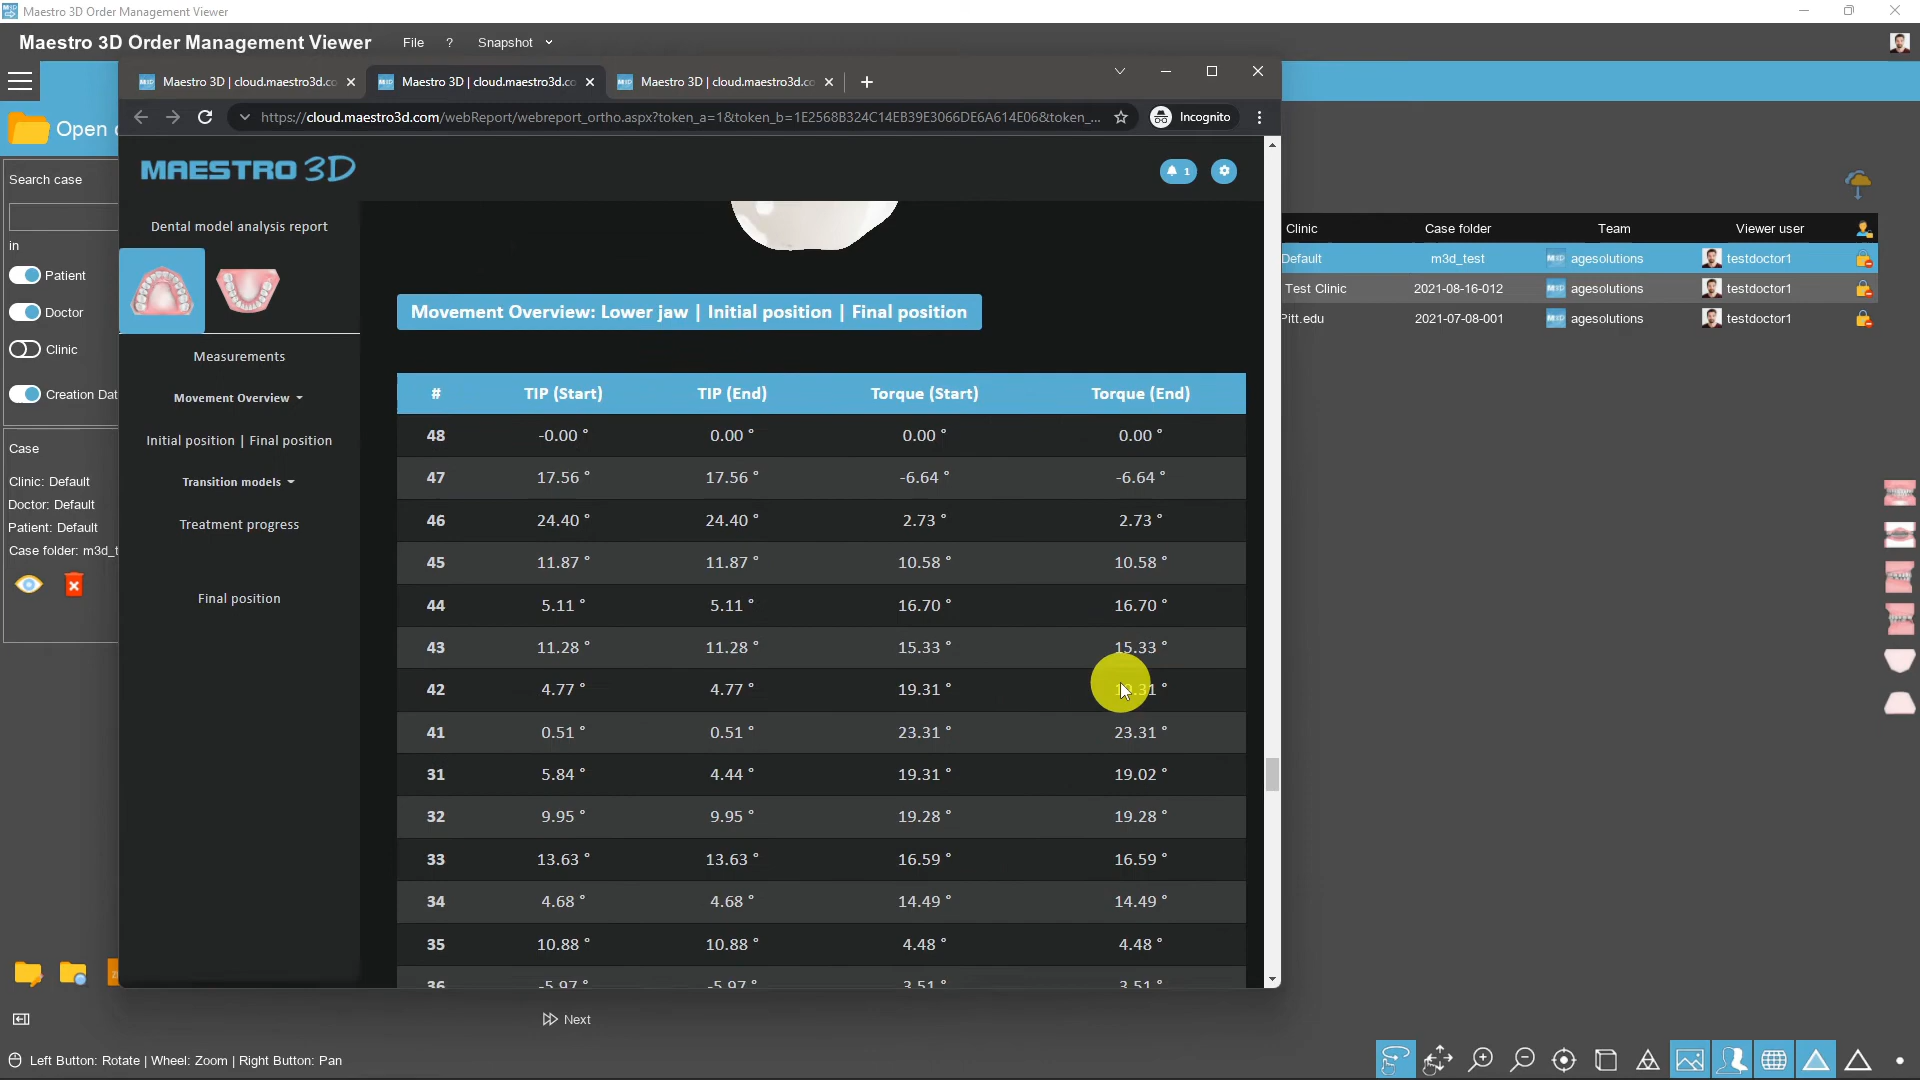 Maestro 3D Order Management Viewer
Maestro 3D Order Management Viewer File ? Snapshot
Maestro 3D | cloud.maestro3d.co
Maestro 3D | cloud.maestro3d.co
Maestro 3D | cloud.maestro3d.co
https://cloud.maestro3d.com/webReport/webreport_ortho.aspx?token_a=1&token_b=1E2568B324C14EB39E3066DE6A614E06&token_...
Incognito
Open
MAESTRO 3D
1
Search case
in
Patient
Doctor
Clinic
Creation Dat
Case
Clinic: Default
Doctor: Default
Patient: Default
Case folder: m3d_t
Dental model analysis report
Measurements
Movement Overview
Initial position | Final position
Transition models
Treatment progress
Final position
Movement Overview: Lower jaw | Initial position | Final position
# TIP (Start) TIP (End) Torque (Start) Torque (End)
48 -0.00 ° 0.00 ° 0.00 ° 0.00 °
47 17.56 ° 17.56 ° -6.64 ° -6.64 °
46 24.40 ° 24.40 ° 2.73 ° 2.73 °
45 11.87 ° 11.87 ° 10.58 ° 10.58 °
44 5.11 ° 5.11 ° 16.70 ° 16.70 °
43 11.28 ° 11.28 ° 15.33 ° 15.33 °
42 4.77 ° 4.77 ° 19.31 ° 19.31 °
41 0.51 ° 0.51 ° 23.31 ° 23.31 °
31 5.84 ° 4.44 ° 19.31 ° 19.02 °
32 9.95 ° 9.95 ° 19.28 ° 19.28 °
33 13.63 ° 13.63 ° 16.59 ° 16.59 °
34 4.68 ° 4.68 ° 14.49 ° 14.49 °
35 10.88 ° 10.88 ° 4.48 ° 4.48 °
36 -5.97 ° -5.97 ° 3.51 ° 3.51 °
Clinic Case folder Team Viewer user
Default m3d_test agesolutions testdoctor1
Test Clinic 2021-08-16-012 agesolutions testdoctor1
Pitt.edu 2021-07-08-001 agesolutions testdoctor1
Next
Left Button: Rotate | Wheel: Zoom | Right Button: Pan